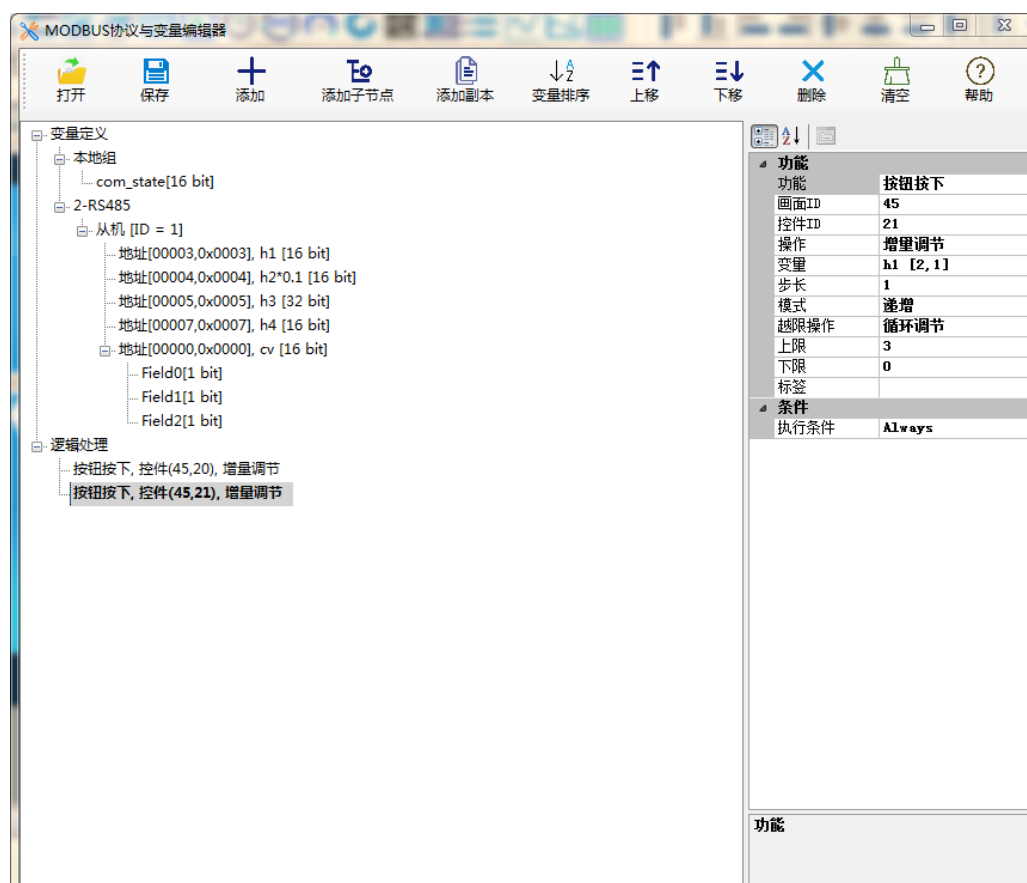 MODBUS协议与变量编辑器
打开 保存 添加 添加子节点 添加副本 变量排序 上移 下移 删除 清空 帮助
变量定义
本地组
com_state[16 bit]
2-RS485
从机 [ID = 1]
地址[00003,0x0003], h1 [16 bit]
地址[00004,0x0004], h2*0.1 [16 bit]
地址[00005,0x0005], h3 [32 bit]
地址[00007,0x0007], h4 [16 bit]
地址[00000,0x0000], cv [16 bit]
Field0[1 bit]
Field1[1 bit]
Field2[1 bit]
逻辑处理
按钮按下, 控件(45,20), 增量调节
按钮按下, 控件(45,21), 增量调节
功能
功能 按钮按下
画面ID 45
控件ID 21
操作 增量调节
变量 h1 [2,1]
步长 1
模式 递增
越限操作 循环调节
上限 3
下限 0
标签
条件
执行条件 Always
功能